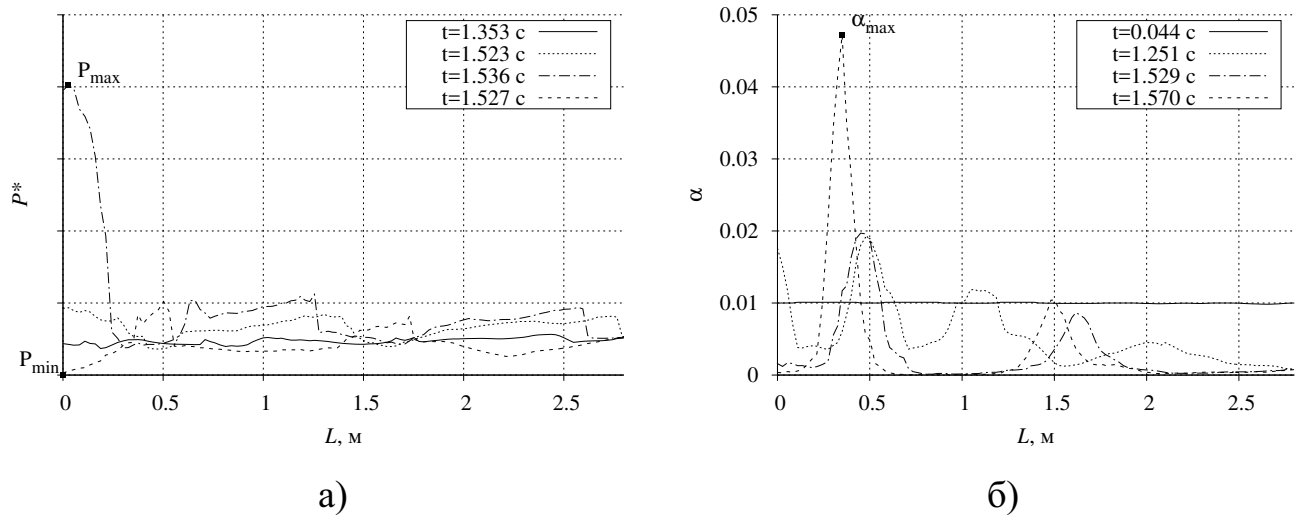 t=1.353 c
t=1.523 c
t=1.536 c
t=1.527 c
P_max
P_min
P*
0 0.5 1 1.5 2 2.5
L, м
а)
0.05
0.04
0.03
0.02
0.01
0
α_max
t=0.044 c
t=1.251 c
t=1.529 c
t=1.570 c
α
0 0.5 1 1.5 2 2.5
L, м
б)